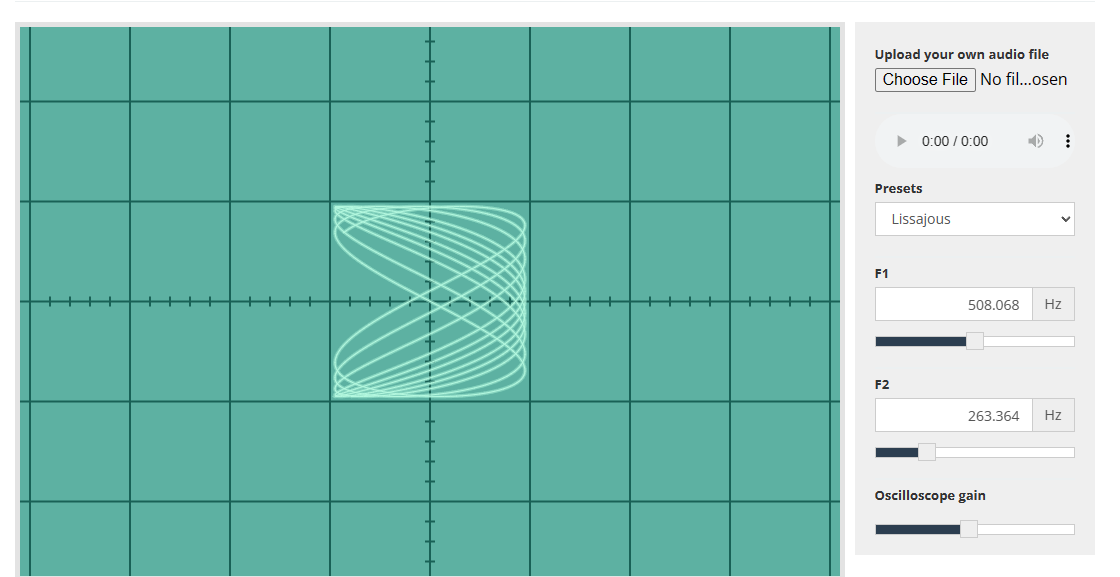 Upload your own audio file
Choose File No fil...osen
0:00 / 0:00
Presets
Lissajous
F1
508.068 Hz
F2
263.364 Hz
Oscilloscope gain